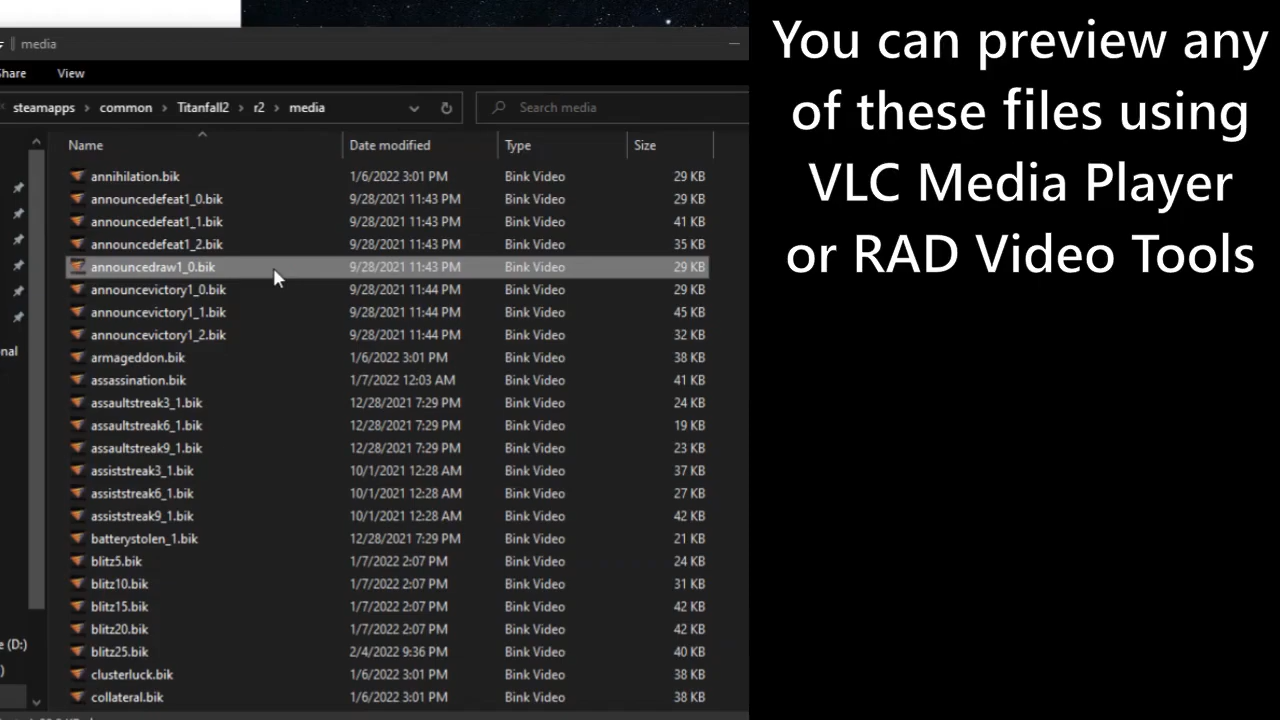 media
Share View
steamapps > common > Titanfall2 > r2 > media Search media
Name Date modified Type Size
annihilation.bik 1/6/2022 3:01 PM Bink Video 29 KB
announcedefeat1_0.bik 9/28/2021 11:43 PM Bink Video 29 KB
announcedefeat1_1.bik 9/28/2021 11:43 PM Bink Video 41 KB
announcedefeat1_2.bik 9/28/2021 11:43 PM Bink Video 35 KB
announcedraw1_0.bik 9/28/2021 11:43 PM Bink Video 29 KB
announcevictory1_0.bik 9/28/2021 11:44 PM Bink Video 29 KB
announcevictory1_1.bik 9/28/2021 11:44 PM Bink Video 45 KB
announcevictory1_2.bik 9/28/2021 11:44 PM Bink Video 32 KB
armageddon.bik 1/6/2022 3:01 PM Bink Video 38 KB
assassination.bik 1/7/2022 12:03 AM Bink Video 41 KB
assaultstreak3_1.bik 12/28/2021 7:29 PM Bink Video 24 KB
assaultstreak6_1.bik 12/28/2021 7:29 PM Bink Video 19 KB
assaultstreak9_1.bik 12/28/2021 7:29 PM Bink Video 23 KB
assiststreak3_1.bik 10/1/2021 12:28 AM Bink Video 37 KB
assiststreak6_1.bik 10/1/2021 12:28 AM Bink Video 27 KB
assiststreak9_1.bik 10/1/2021 12:28 AM Bink Video 42 KB
batterystolen_1.bik 12/28/2021 7:29 PM Bink Video 21 KB
blitz5.bik 1/7/2022 2:07 PM Bink Video 24 KB
blitz10.bik 1/7/2022 2:07 PM Bink Video 31 KB
blitz15.bik 1/7/2022 2:07 PM Bink Video 42 KB
blitz20.bik 1/7/2022 2:07 PM Bink Video 42 KB
blitz25.bik 2/4/2022 9:36 PM Bink Video 40 KB
clusterluck.bik 1/6/2022 3:01 PM Bink Video 38 KB
collateral.bik 1/6/2022 3:01 PM Bink Video 38 KB
onal
e (D:)
)
You can preview any
of these files using
VLC Media Player
or RAD Video Tools